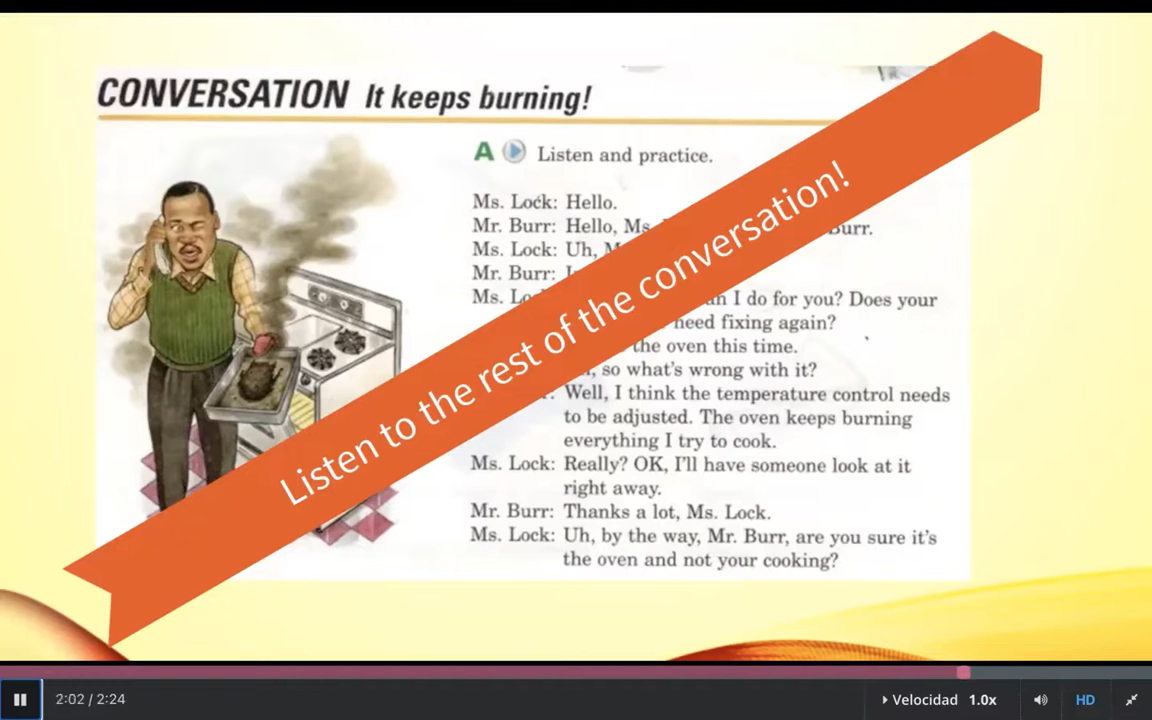 CONVERSATION It keeps burning!
A Listen and practice.
Ms. Lock: Hello.
Mr. Burr: Hello, Ms.
Burr.
Ms. Lock: Uh,
Mr. Burr:
Ms.
I do for you? Does your
need fixing again?
the oven this time.
so what's wrong with it?
Well, I think the temperature control needs
to be adjusted. The oven keeps burning
everything I try to cook.
Ms. Lock: Really? OK, I'll have someone look at it
right away.
Mr. Burr: Thanks a lot, Ms. Lock.
Ms. Lock: Uh, by the way, Mr. Burr, are you sure it's
the oven and not your cooking?
Listen to the rest of the conversation!
2:02 / 2:24
Velocidad 1.0x
HD